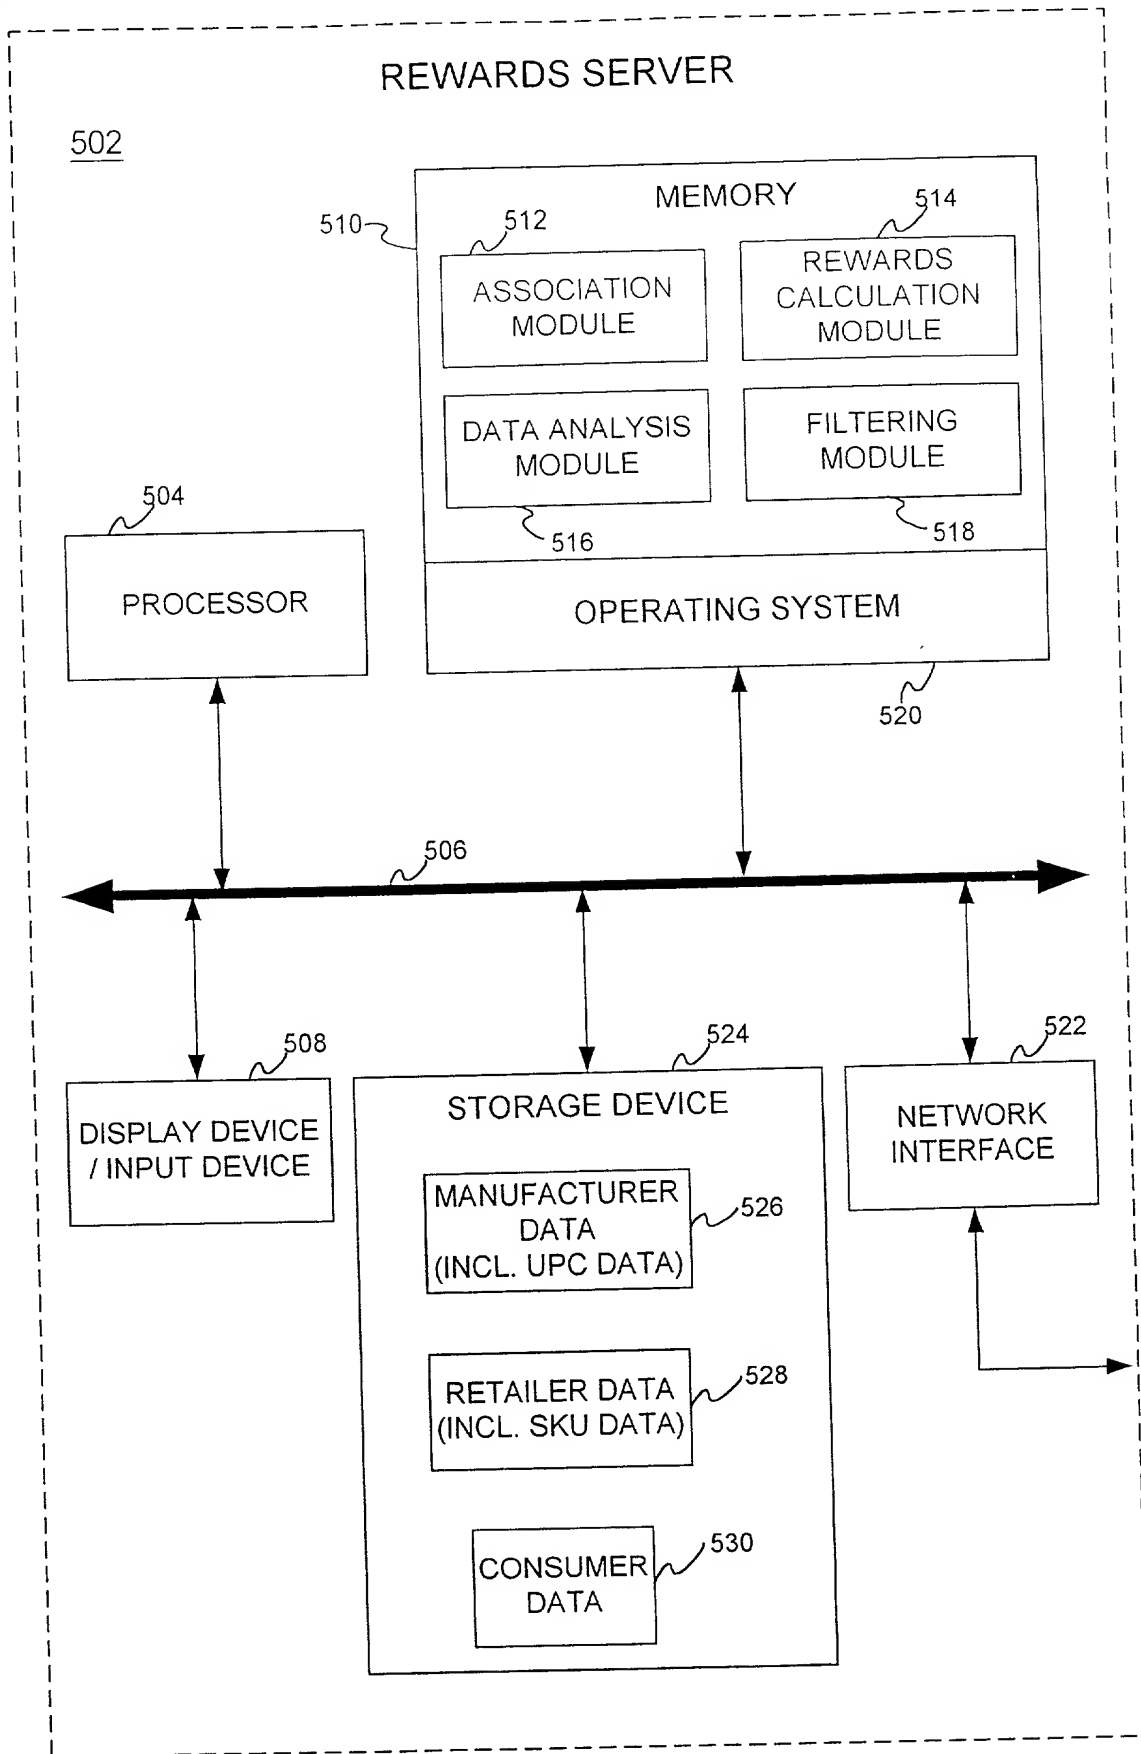 REWARDS SERVER
502
MEMORY
510
512
514
ASSOCIATION
MODULE
REWARDS
CALCULATION
MODULE
DATA ANALYSIS
MODULE
FILTERING
MODULE
516
518
504
PROCESSOR
OPERATING SYSTEM
520
506
508
DISPLAY DEVICE
/ INPUT DEVICE
524
STORAGE DEVICE
MANUFACTURER
DATA
(INCL. UPC DATA)
526
RETAILER DATA
(INCL. SKU DATA)
528
CONSUMER
DATA
530
522
NETWORK
INTERFACE